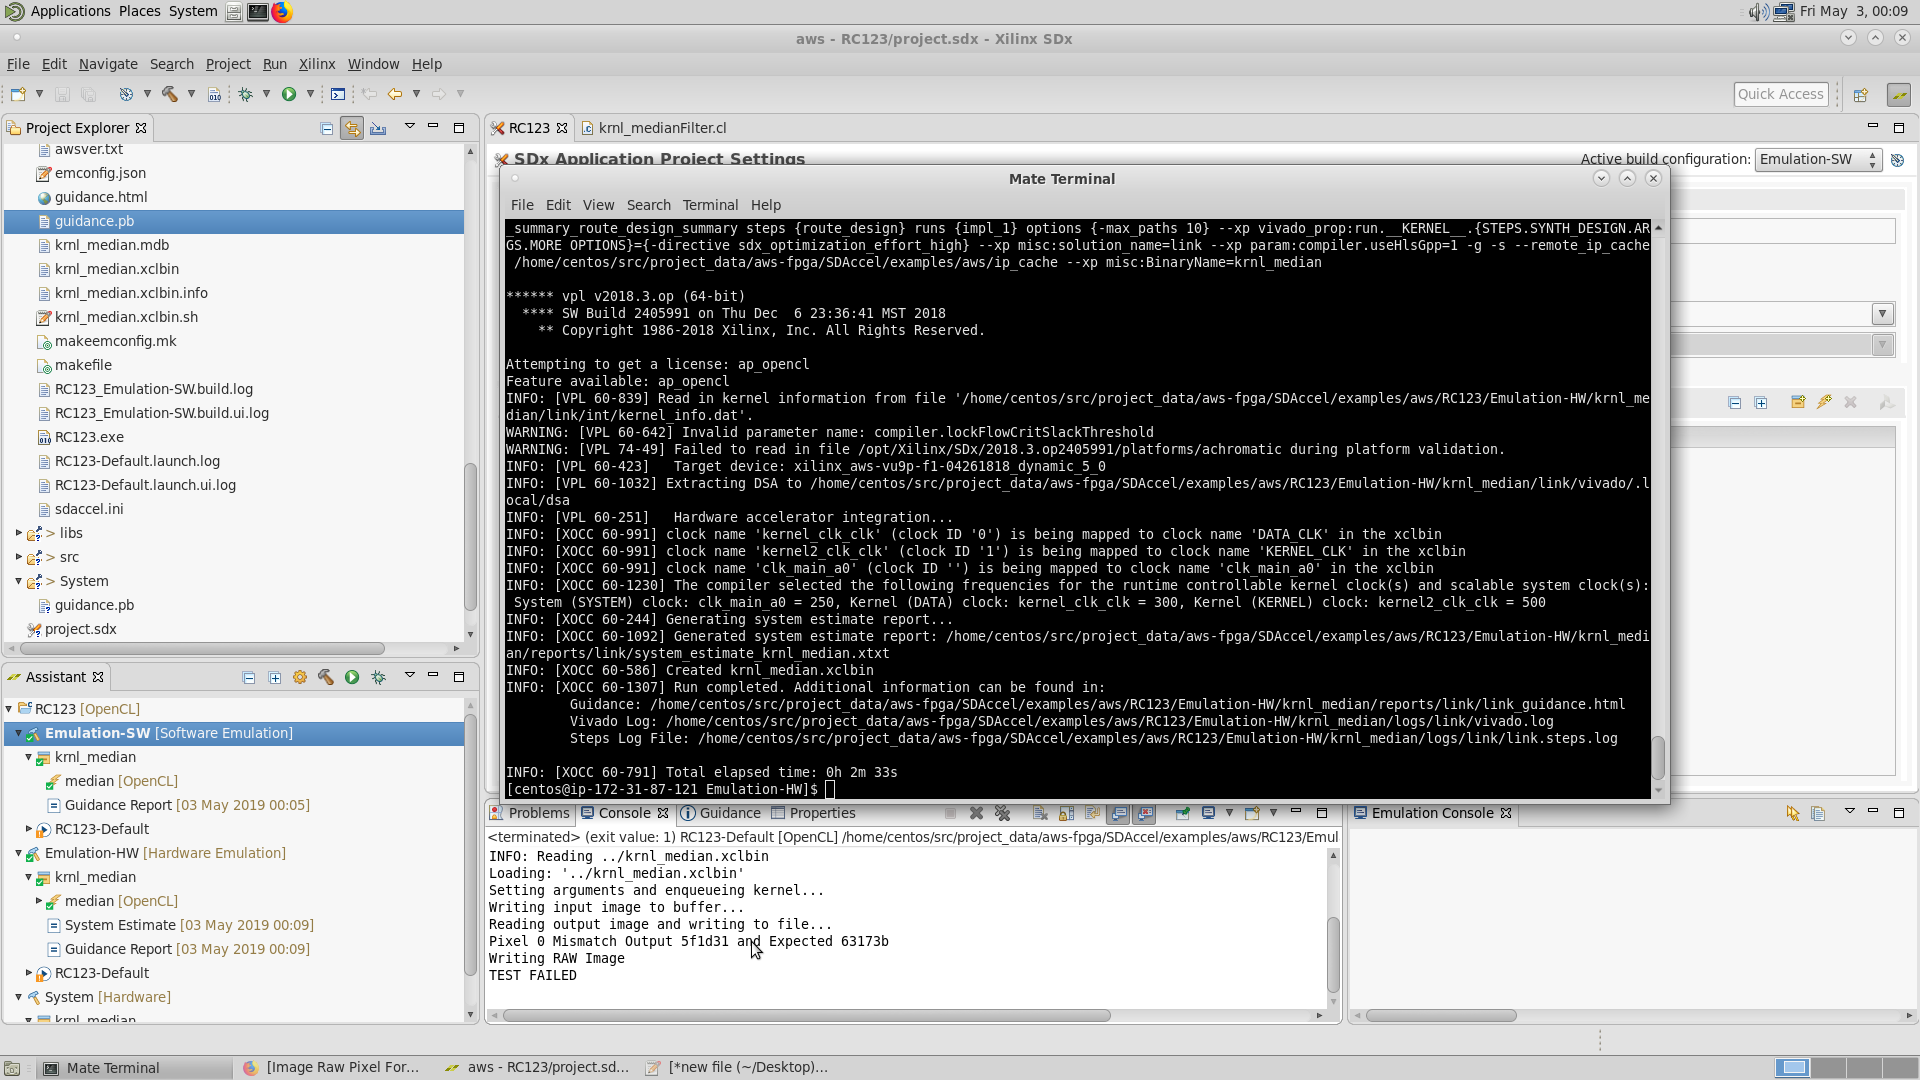 Applications Places System
Fri May 3, 00:09
aws - RC123/project.sdx - Xilinx SDx
File Edit Navigate Search Project Run Xilinx Window Help
Quick Access
Project Explorer
awsver.txt
emconfig.json
guidance.html
guidance.pb
krnl_median.mdb
krnl_median.xclbin
krnl_median.xclbin.info
krnl_median.xclbin.sh
makeemconfig.mk
makefile
RC123_Emulation-SW.build.log
RC123_Emulation-SW.build.ui.log
RC123.exe
RC123-Default.launch.log
RC123-Default.launch.ui.log
sdaccel.ini
> libs
> src
> System
guidance.pb
project.sdx
Assistant
RC123 [OpenCL]
Emulation-SW [Software Emulation]
krnl_median
median [OpenCL]
Guidance Report [03 May 2019 00:05]
RC123-Default
Emulation-HW [Hardware Emulation]
krnl_median
median [OpenCL]
System Estimate [03 May 2019 00:09]
Guidance Report [03 May 2019 00:09]
RC123-Default
System [Hardware]
krnl_median
RC123
krnl_medianFilter.cl
SDx Application Project Settings
Active build configuration: Emulation-SW
Mate Terminal
File Edit View Search Terminal Help
_summary_route_design_summary steps {route_design} runs {impl_1} options {-max_paths 10} --xp vivado_prop:run.__KERNEL__.{STEPS.SYNTH_DESIGN.AR
GS.MORE OPTIONS}={-directive sdx_optimization_effort_high} --xp misc:solution_name=link --xp param:compiler.useHlsGpp=1 -g -s --remote_ip_cache
/home/centos/src/project_data/aws-fpga/SDAccel/examples/aws/ip_cache --xp misc:BinaryName=krnl_median
****** vpl v2018.3.op (64-bit)
**** SW Build 2405991 on Thu Dec  6 23:36:41 MST 2018
** Copyright 1986-2018 Xilinx, Inc. All Rights Reserved.
Attempting to get a license: ap_opencl
Feature available: ap_opencl
INFO: [VPL 60-839] Read in kernel information from file '/home/centos/src/project_data/aws-fpga/SDAccel/examples/aws/RC123/Emulation-HW/krnl_me
dian/link/int/kernel_info.dat'.
WARNING: [VPL 60-642] Invalid parameter name: compiler.lockFlowCritSlackThreshold
WARNING: [VPL 74-49] Failed to read in file /opt/Xilinx/SDx/2018.3.op2405991/platforms/achromatic during platform validation.
INFO: [VPL 60-423]   Target device: xilinx_aws-vu9p-f1-04261818_dynamic_5_0
INFO: [VPL 60-1032] Extracting DSA to /home/centos/src/project_data/aws-fpga/SDAccel/examples/aws/RC123/Emulation-HW/krnl_median/link/vivado/.l
ocal/dsa
INFO: [VPL 60-251]   Hardware accelerator integration...
INFO: [XOCC 60-991] clock name 'kernel_clk_clk' (clock ID '0') is being mapped to clock name 'DATA_CLK' in the xclbin
INFO: [XOCC 60-991] clock name 'kernel2_clk_clk' (clock ID '1') is being mapped to clock name 'KERNEL_CLK' in the xclbin
INFO: [XOCC 60-991] clock name 'clk_main_a0' (clock ID '') is being mapped to clock name 'clk_main_a0' in the xclbin
INFO: [XOCC 60-1230] The compiler selected the following frequencies for the runtime controllable kernel clock(s) and scalable system clock(s):
System (SYSTEM) clock: clk_main_a0 = 250, Kernel (DATA) clock: kernel_clk_clk = 300, Kernel (KERNEL) clock: kernel2_clk_clk = 500
INFO: [XOCC 60-244] Generating system estimate report...
INFO: [XOCC 60-1092] Generated system estimate report: /home/centos/src/project_data/aws-fpga/SDAccel/examples/aws/RC123/Emulation-HW/krnl_medi
an/reports/link/system_estimate_krnl_median.xtxt
INFO: [XOCC 60-586] Created krnl_median.xclbin
INFO: [XOCC 60-1307] Run completed. Additional information can be found in:
Guidance: /home/centos/src/project_data/aws-fpga/SDAccel/examples/aws/RC123/Emulation-HW/krnl_median/reports/link/link_guidance.html
Vivado Log: /home/centos/src/project_data/aws-fpga/SDAccel/examples/aws/RC123/Emulation-HW/krnl_median/logs/link/vivado.log
Steps Log File: /home/centos/src/project_data/aws-fpga/SDAccel/examples/aws/RC123/Emulation-HW/krnl_median/logs/link/link.steps.log
INFO: [XOCC 60-791] Total elapsed time: 0h 2m 33s
[centos@ip-172-31-87-121 Emulation-HW]$
Problems Console Guidance Properties
<terminated> (exit value: 1) RC123-Default [OpenCL] /home/centos/src/project_data/aws-fpga/SDAccel/examples/aws/RC123/Emul
INFO: Reading ../krnl_median.xclbin
Loading: '../krnl_median.xclbin'
Setting arguments and enqueueing kernel...
Writing input image to buffer...
Reading output image and writing to file...
Pixel 0 Mismatch Output 5f1d31 and Expected 63173b
Writing RAW Image
TEST FAILED
Emulation Console
Mate Terminal
[Image Raw Pixel For...
aws - RC123/project.sd...
[*new file (~/Desktop)...